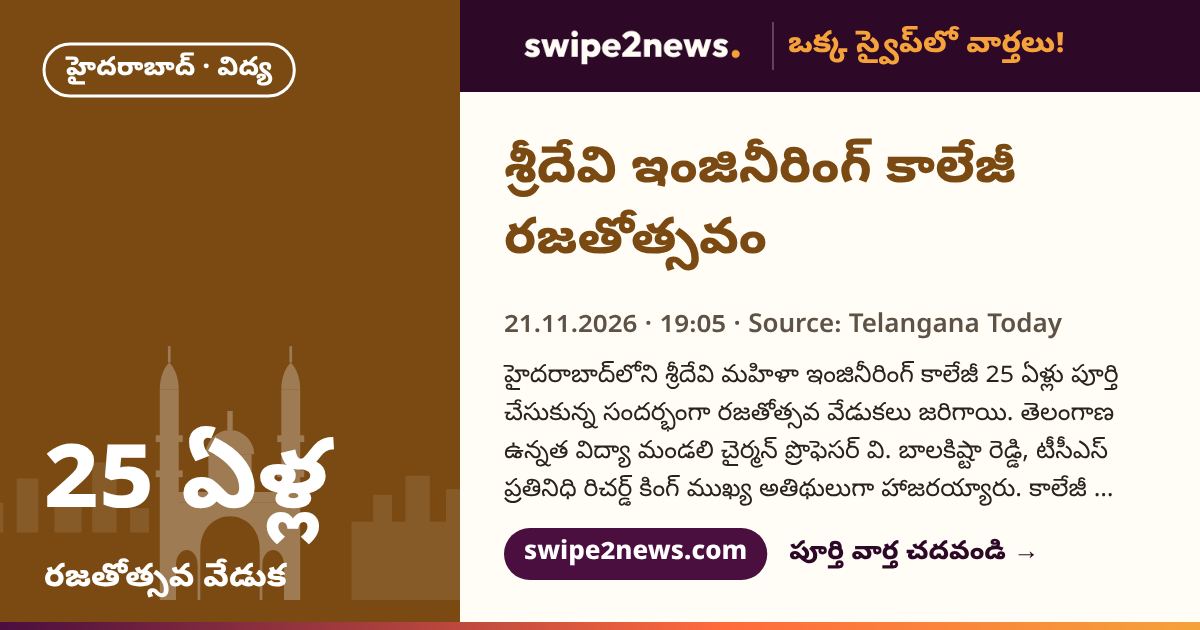 హైదరాబాద్ · విద్య
25 ఏళ్ల
రజతోత్సవ వేడుక
swipe2news.
ఒక్క స్వైప్‌లో వార్తలు!
శ్రీదేవి ఇంజినీరింగ్ కాలేజీ
రజతోత్సవం
21.11.2026 · 19:05 · Source: Telangana Today
హైదరాబాద్‌లోని శ్రీదేవి మహిళా ఇంజినీరింగ్ కాలేజీ 25 ఏళ్లు పూర్తి
చేసుకున్న సందర్భంగా రజతోత్సవ వేడుకలు జరిగాయి. తెలంగాణ
ఉన్నత విద్యా మండలి చైర్మన్ ప్రొఫెసర్ వి. బాలకిష్టా రెడ్డి, టీసీఎస్
ప్రతినిధి రిచర్డ్ కింగ్ ముఖ్య అతిథులుగా హాజరయ్యారు. కాలేజీ ...
swipe2news.com
పూర్తి వార్త చదవండి →